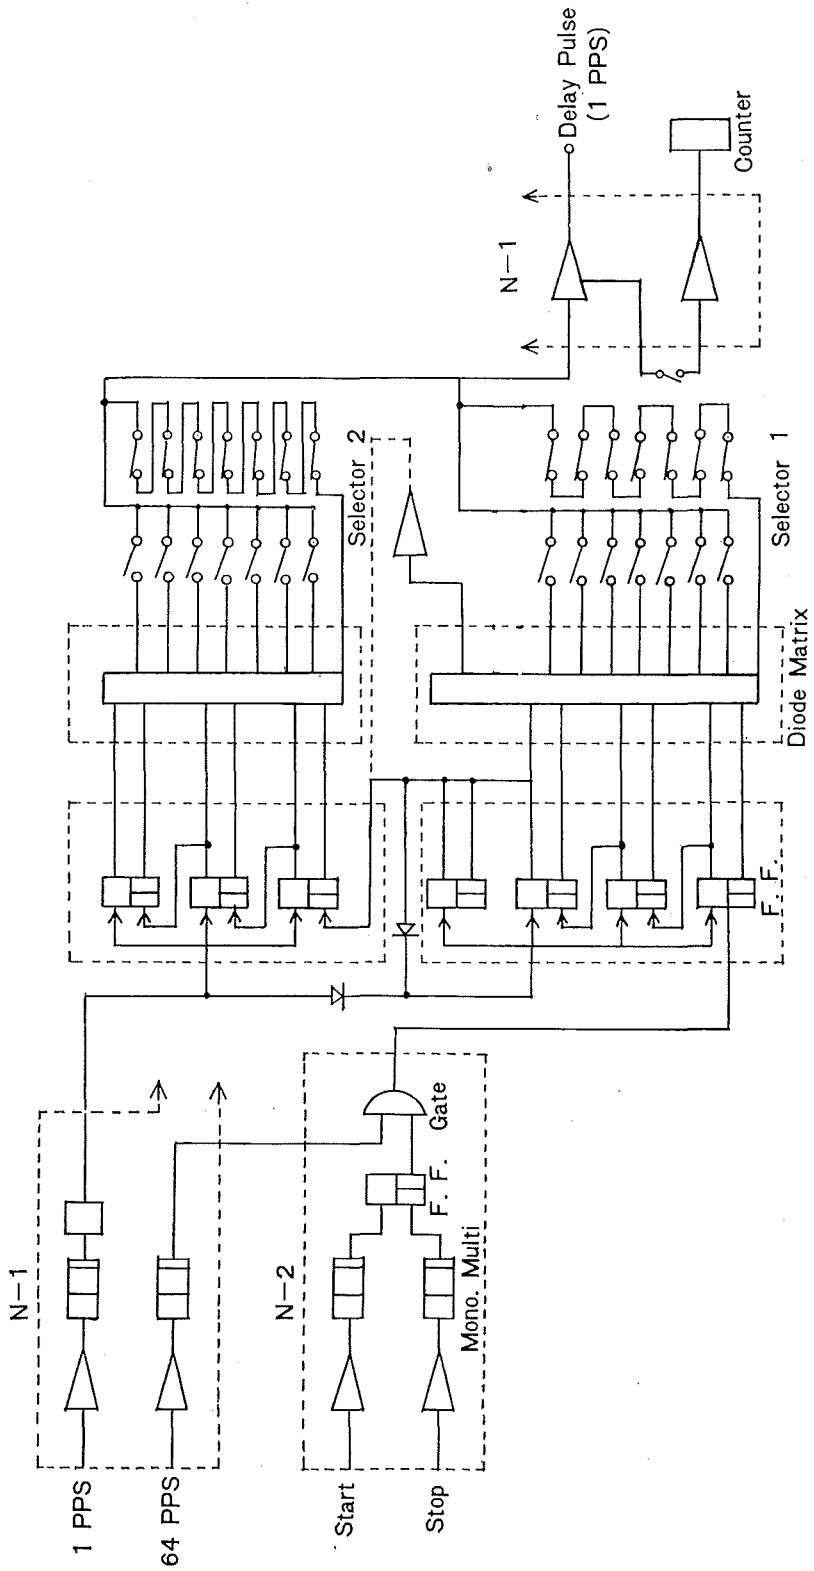 N-1
1 PPS
64 PPS
N-2
Start
Stop
Mono. Multi
F. F.
Gate
F. F.
Diode Matrix
Selector 2
Selector 1
N-1
Delay Pulse
(1 PPS)
Counter